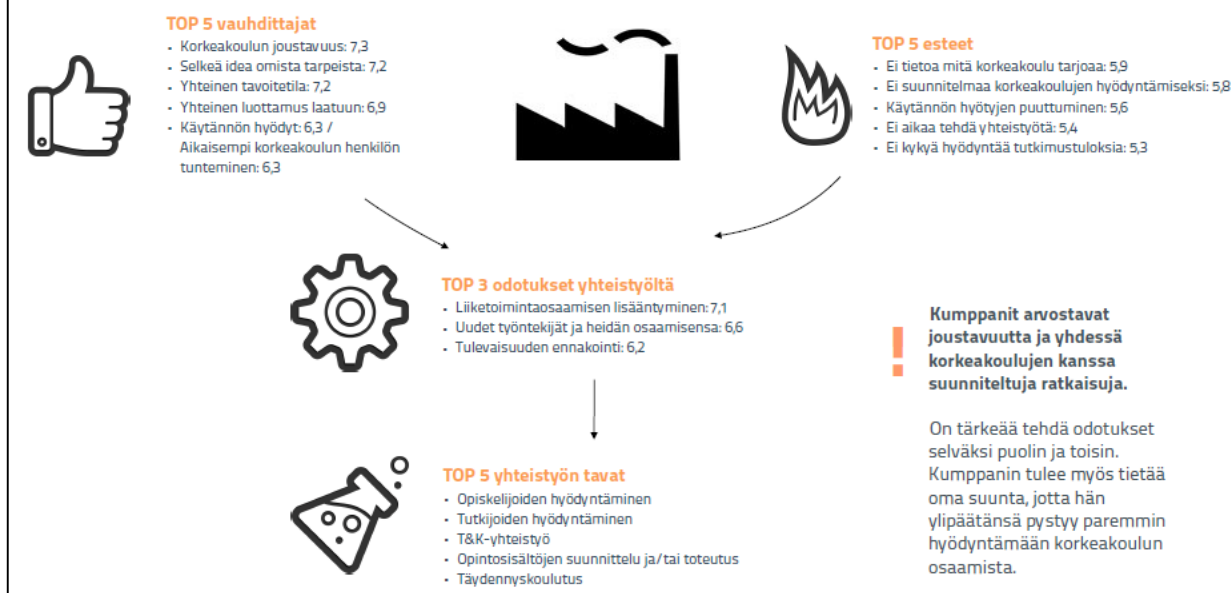 TOP 5 vauhdittajat
• Korkeakoulun joustavuus: 7,3
• Selkeä idea omista tarpeista: 7,2
• Yhteinen tavoitetila: 7,2
• Yhteinen luottamus laatuun: 6,9
• Käytännön hyödyt: 6,3 /
Aikaisempi korkeakoulun henkilön
tunteminen: 6,3
TOP 5 esteet
• Ei tietoa mitä korkeakoulu tarjoaa: 5,9
• Ei suunnitelmaa korkeakoulujen hyödyntämiseksi: 5,8
• Käytännön hyötyjen puuttuminen: 5,6
• Ei aikaa tehdä yhteistyötä: 5,4
• Ei kykyä hyödyntää tutkimustuloksia: 5,3
TOP 3 odotukset yhteistyöltä
• Liiketoimintaosaamisen lisääntyminen: 7,1
• Uudet työntekijät ja heidän osaamisensa: 6,6
• Tulevaisuuden ennakointi: 6,2
TOP 5 yhteistyön tavat
• Opiskelijoiden hyödyntäminen
• Tutkijoiden hyödyntäminen
• T&K-yhteistyö
• Opintosisältöjen suunnittelu ja/tai toteutus
• Täydennyskoulutus
!
Kumppanit arvostavat
joustavuutta ja yhdessä
korkeakoulujen kanssa
suunniteltuja ratkaisuja.
On tärkeää tehdä odotukset
selväksi puolin ja toisin.
Kumppanin tulee myös tietää
oma suunta, jotta hän
ylipäätänsä pystyy paremmin
hyödyntämään korkeakoulun
osaamista.